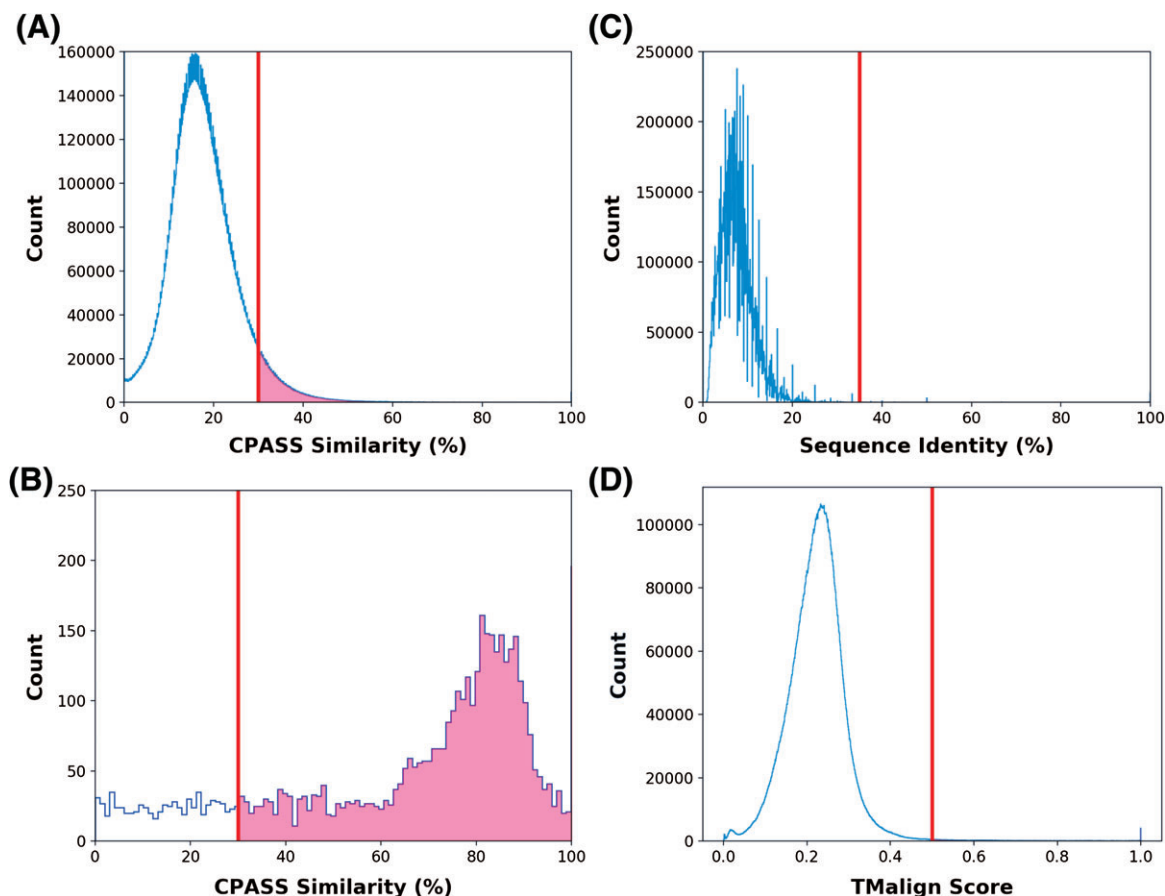 (A)
160000
140000
120000
100000
80000
60000
40000
20000
0
Count
0 20 40 60 80 100
CPASS Similarity (%)
(C)
250000
200000
150000
100000
50000
0
Count
0 20 40 60 80 100
Sequence Identity (%)
(B)
250
200
150
100
50
0
Count
0 20 40 60 80 100
CPASS Similarity (%)
(D)
100000
80000
60000
40000
20000
0
Count
0.0 0.2 0.4 0.6 0.8 1.0
TMalign Score